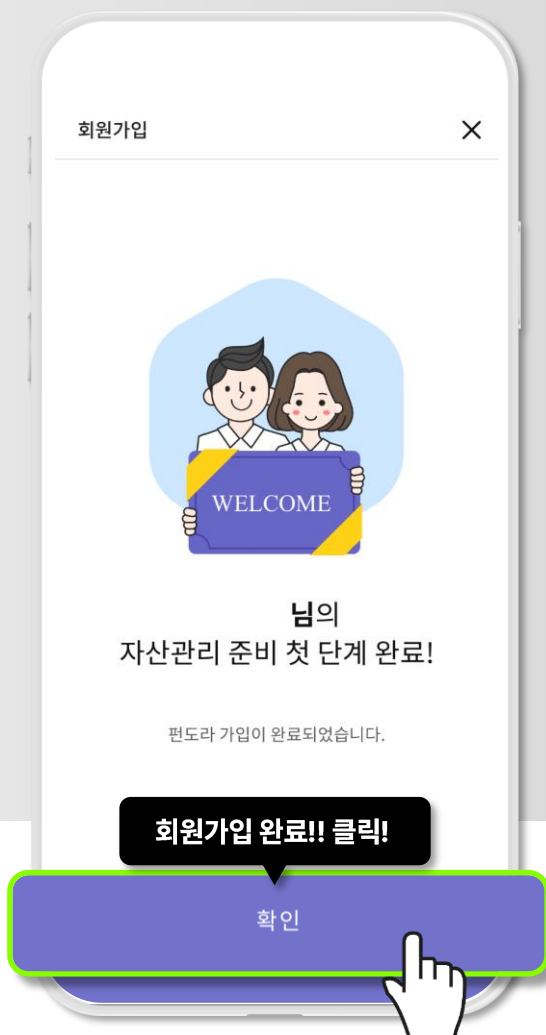 회원가입
WELCOME
님의
자산관리 준비 첫 단계 완료!
펀도라 가입이 완료되었습니다.
회원가입 완료!! 클릭!
확인